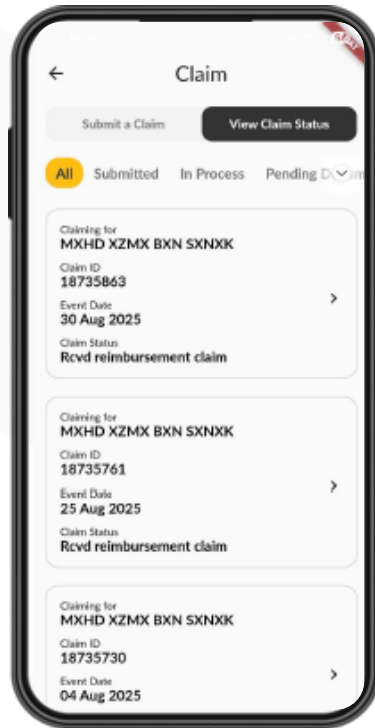 Claim
Submit a Claim
View Claim Status
All
Submitted
In Process
Pending
Claiming for
MXHD XZMX BXN SXNXK
Claim ID
18735863
Event Date
30 Aug 2025
Claim Status
Rcvd reimbursement claim
Claiming for
MXHD XZMX BXN SXNXK
Claim ID
18735761
Event Date
25 Aug 2025
Claim Status
Rcvd reimbursement claim
Claiming for
MXHD XZMX BXN SXNXK
Claim ID
18735730
Event Date
04 Aug 2025